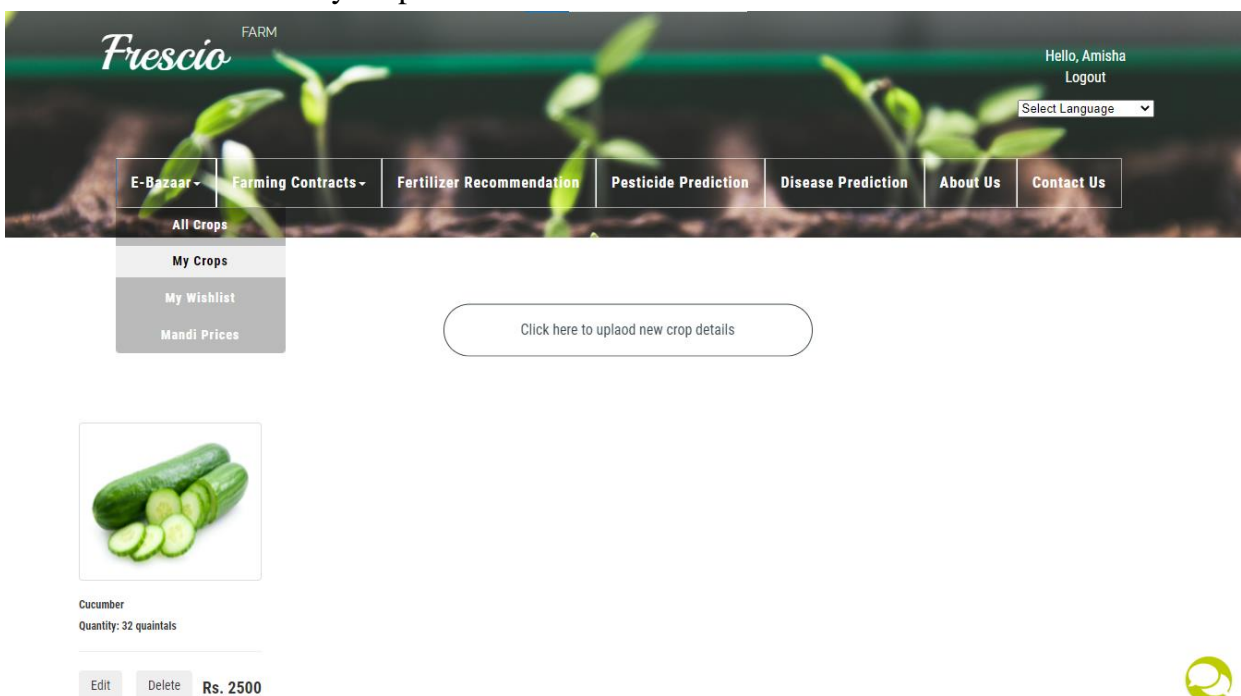 Frescio FARM
Hello, Amisha
Logout
Select Language
E-Bazaar Farming Contracts Fertilizer Recommendation Pesticide Prediction Disease Prediction About Us Contact Us
All Crops
My Crops
My Wishlist
Mandi Prices
Click here to uplaod new crop details
Cucumber
Quantity: 32 quaintals
Edit Delete Rs. 2500